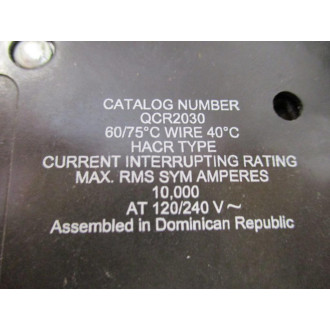 CATALOG NUMBER
QCR2030
60/75°C WIRE 40°C
HACR TYPE
CURRENT INTERRUPTING RATING
MAX. RMS SYM AMPERES
10,000
AT 120/240 V~
Assembled in Dominican Republic